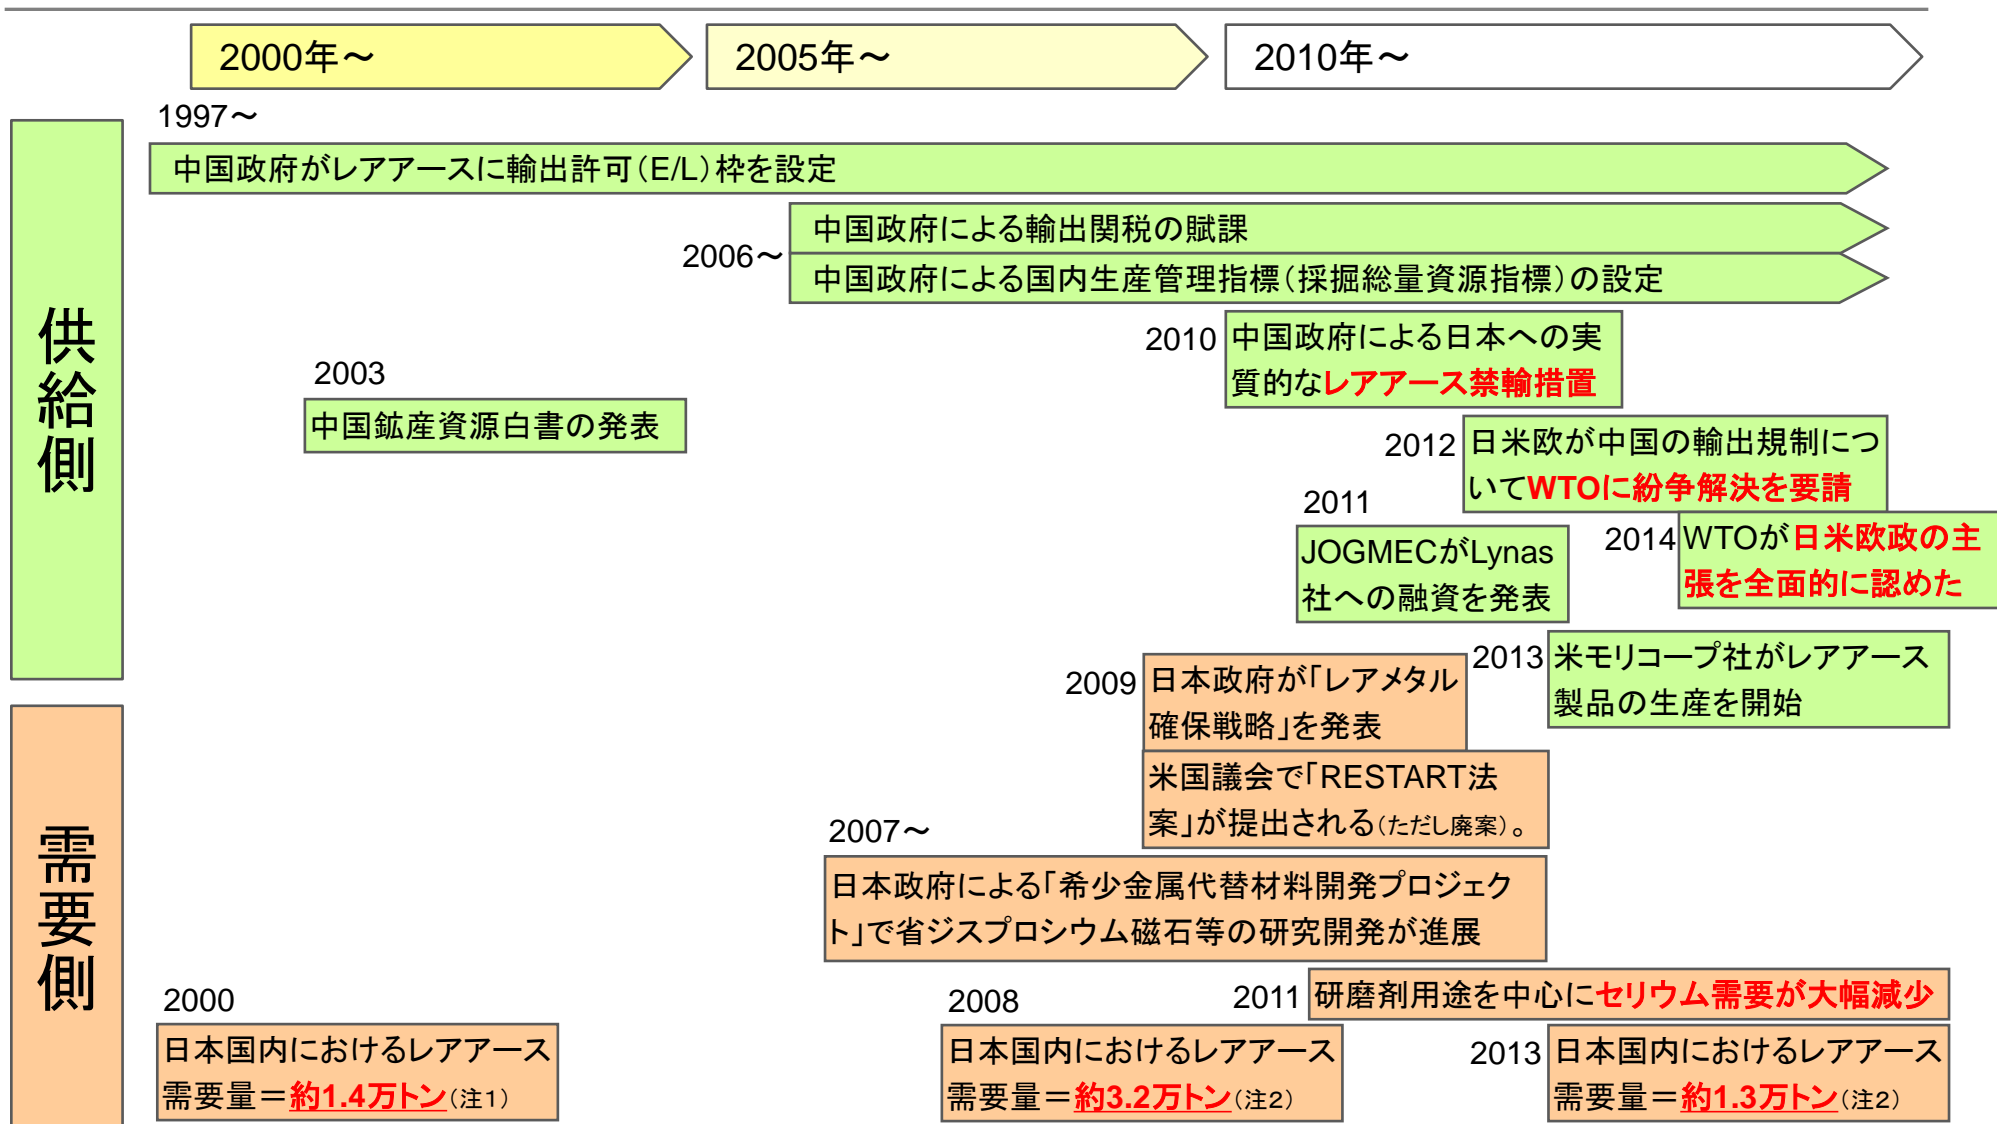 2000年～
2005年～
2010年～
供給側
1997～
中国政府がレアアースに輸出許可（E/L）枠を設定
2006～
中国政府による輸出関税の賦課
中国政府による国内生産管理指標（採掘総量資源指標）の設定
2010
中国政府による日本への実
質的なレアアース禁輸措置
2003
中国鉱産資源白書の発表
2012
日米欧が中国の輸出規制につ
いてWTOに紛争解決を要請
2011
JOGMECがLynas
社への融資を発表
2014
WTOが日米欧政の主
張を全面的に認めた
2013
米モリコープ社がレアアース
製品の生産を開始
需要側
2009
日本政府が「レアメタル
確保戦略」を発表
米国議会で「RESTART法
案」が提出される（ただし廃案）。
2007～
日本政府による「希少金属代替材料開発プロジェク
ト」で省ジスプロシウム磁石等の研究開発が進展
2011
研磨剤用途を中心にセリウム需要が大幅減少
2000
日本国内におけるレアアース
需要量＝約1.4万トン（注1）
2008
日本国内におけるレアアース
需要量＝約3.2万トン（注2）
2013
日本国内におけるレアアース
需要量＝約1.3万トン（注2）